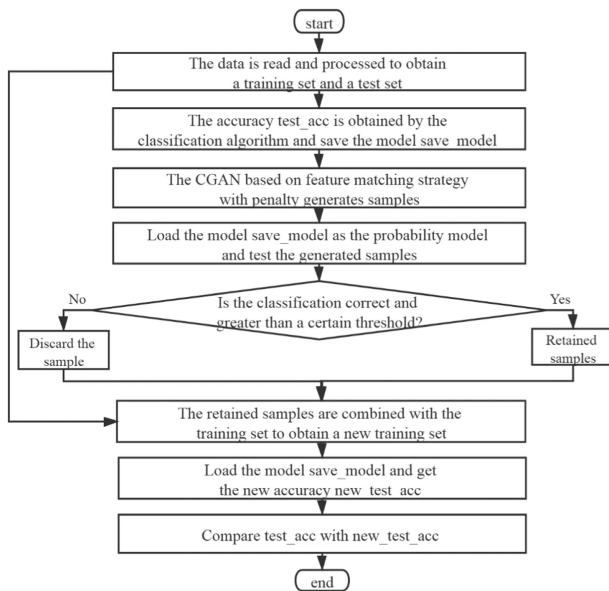 start
The data is read and processed to obtain
a training set and a test set
The accuracy test_acc is obtained by the
classification algorithm and save the model save_model
The CGAN based on feature matching strategy
with penalty generates samples
Load the model save_model as the probability model
and test the generated samples
No
Is the classification correct and
greater than a certain threshold?
Yes
Discard the
sample
Retained
samples
The retained samples are combined with the
training set to obtain a new training set
Load the model save_model and get
the new accuracy new_test_acc
Compare test_acc with new_test_acc
end